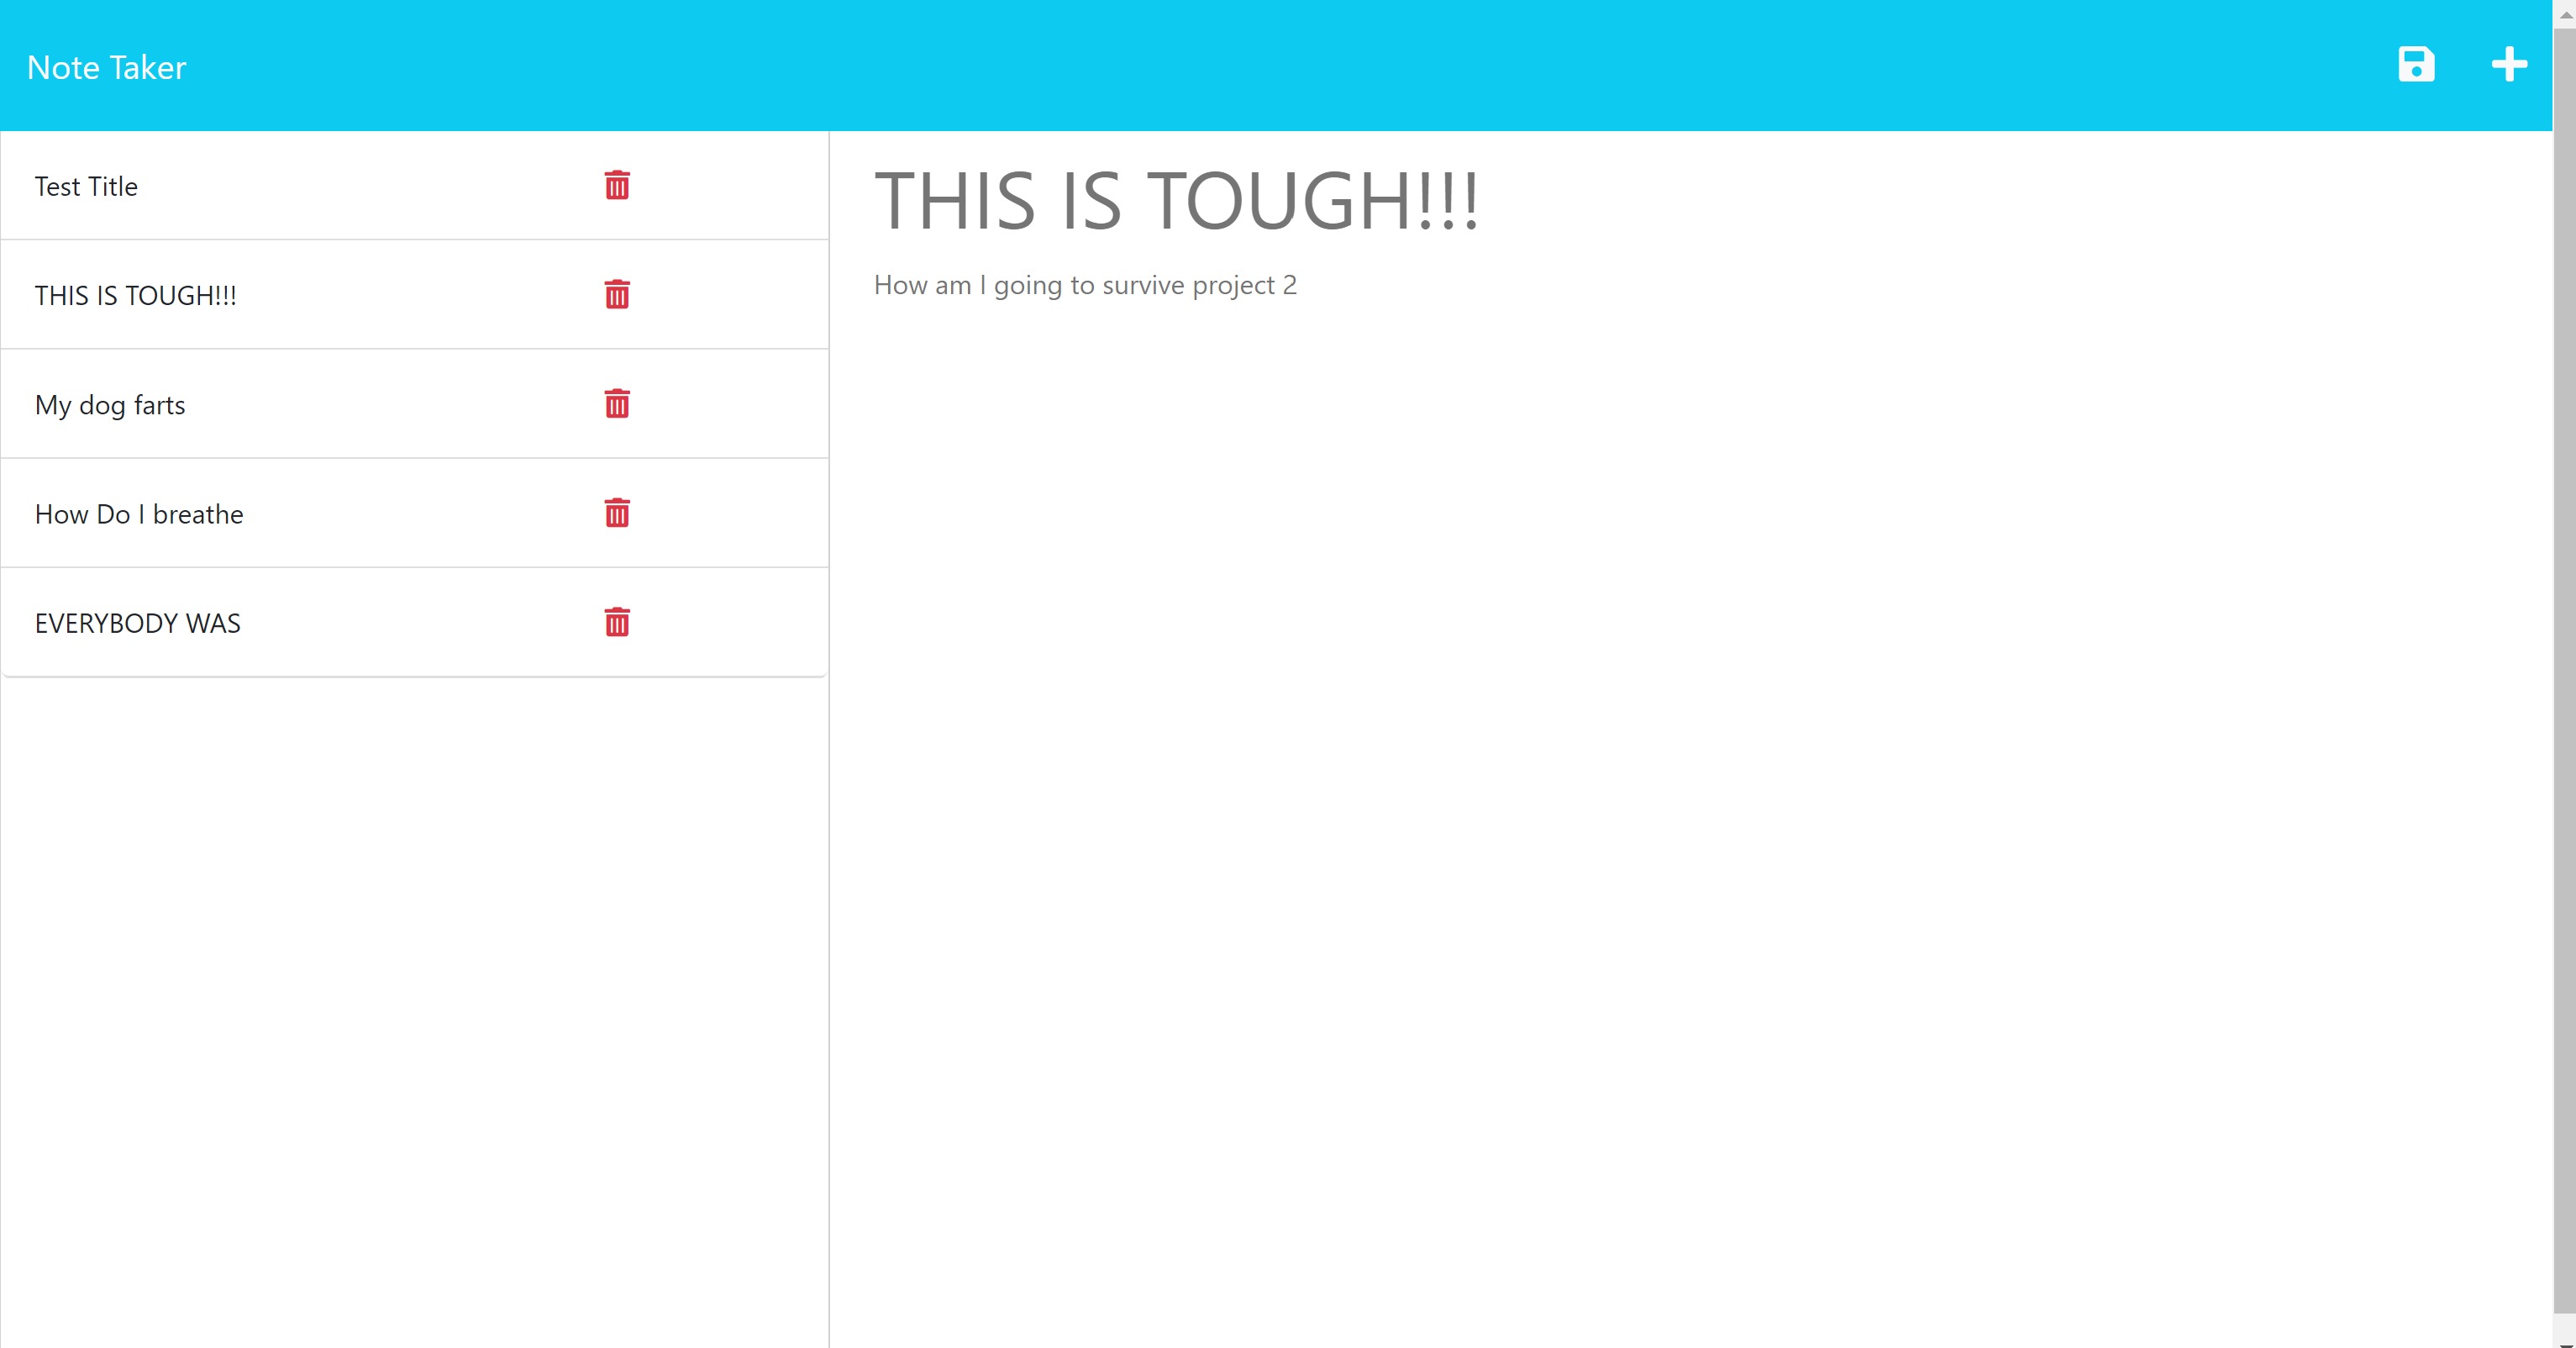 Note Taker
Test Title
THIS IS TOUGH!!!
My dog farts
How Do I breathe
EVERYBODY WAS
THIS IS TOUGH!!!
How am I going to survive project 2